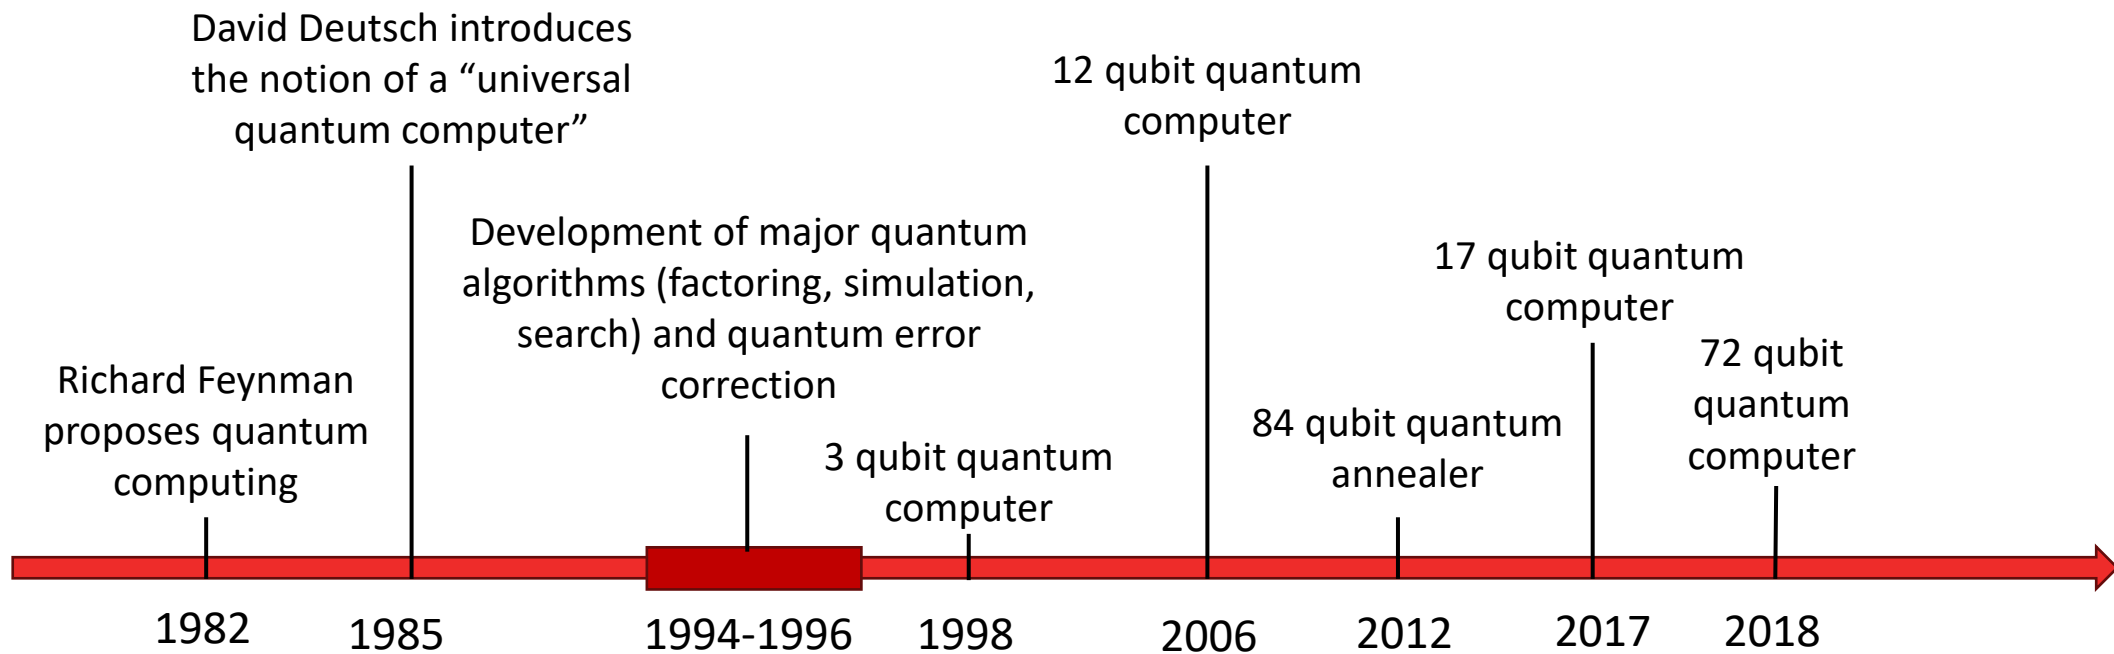 David Deutsch introduces
the notion of a “universal
quantum computer”
12 qubit quantum
computer
Development of major quantum
algorithms (factoring, simulation,
search) and quantum error
correction
17 qubit quantum
computer
Richard Feynman
proposes quantum
computing
3 qubit quantum
computer
84 qubit quantum
annealer
72 qubit
quantum
computer
1982
1985
1994-1996
1998
2006
2012
2017
2018